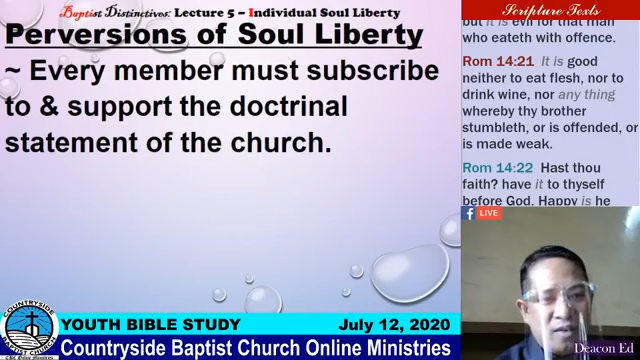 Baptist Distinctives: Lecture 5 – Individual Soul Liberty
Perversions of Soul Liberty
~ Every member must subscribe
to & support the doctrinal
statement of the church.
Scripture Texts
but it is evil for that man
who eateth with offence.
Rom 14:21 It is good
neither to eat flesh, nor to
drink wine, nor any thing
whereby thy brother
stumbleth, or is offended, or
is made weak.
Rom 14:22 Hast thou
faith? have it to thyself
before God. Happy is he
f LIVE
Deacon Ed
COUNTRYSIDE
BAPTIST CHURCH
YOUTH BIBLE STUDY July 12, 2020
Countryside Baptist Church Online Ministries